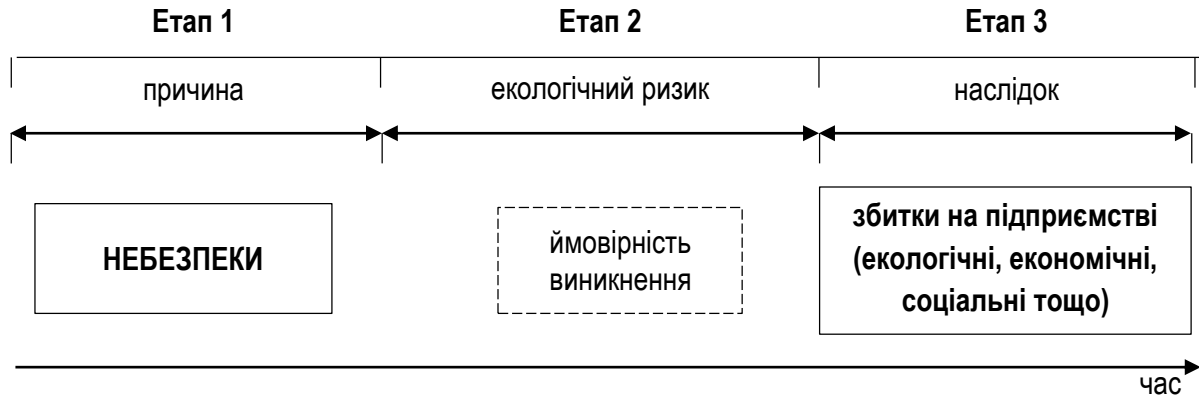 Етап 1 Етап 2 Етап 3
причина екологічний ризик наслідок
НЕБЕЗПЕКИ
ймовірність
виникнення
збитки на підприємстві
(екологічні, економічні,
соціальні тощо)
час